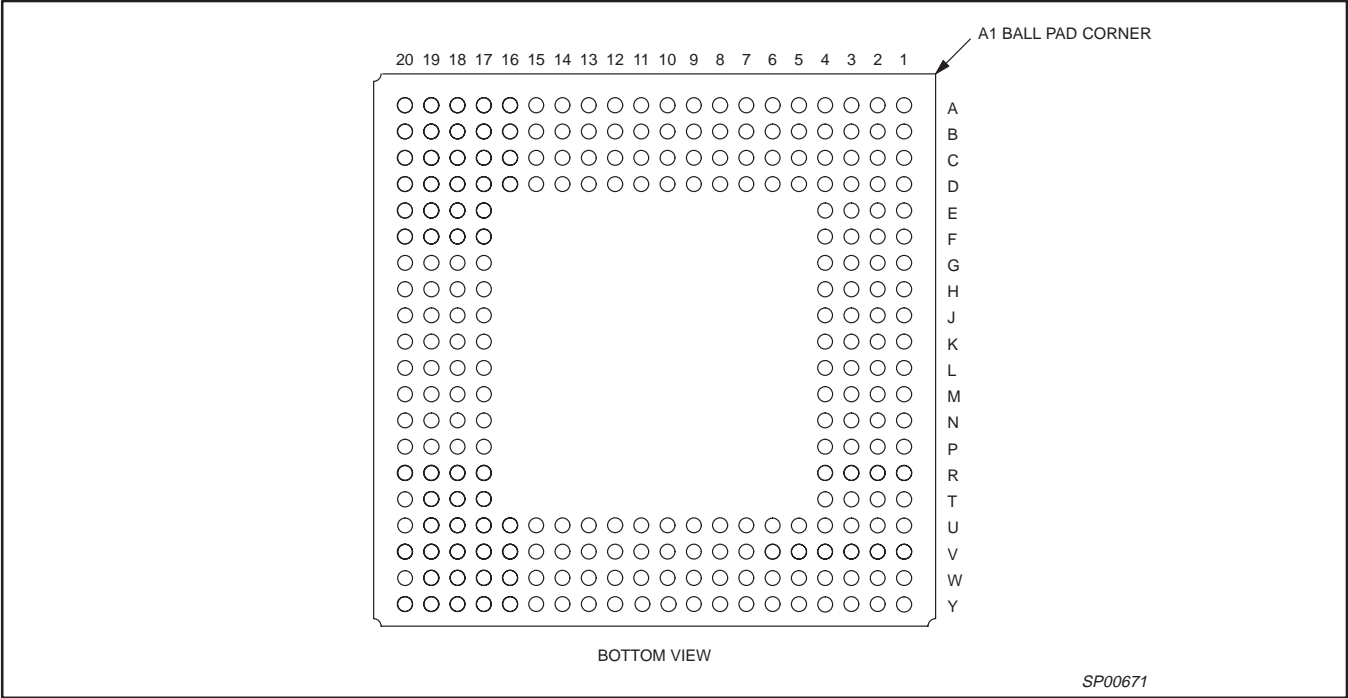 A1 BALL PAD CORNER
20 19 18 17 16 15 14 13 12 11 10 9 8 7 6 5 4 3 2 1
A
B
C
D
E
F
G
H
J
K
L
M
N
P
R
T
U
V
W
Y
BOTTOM VIEW
SP00671